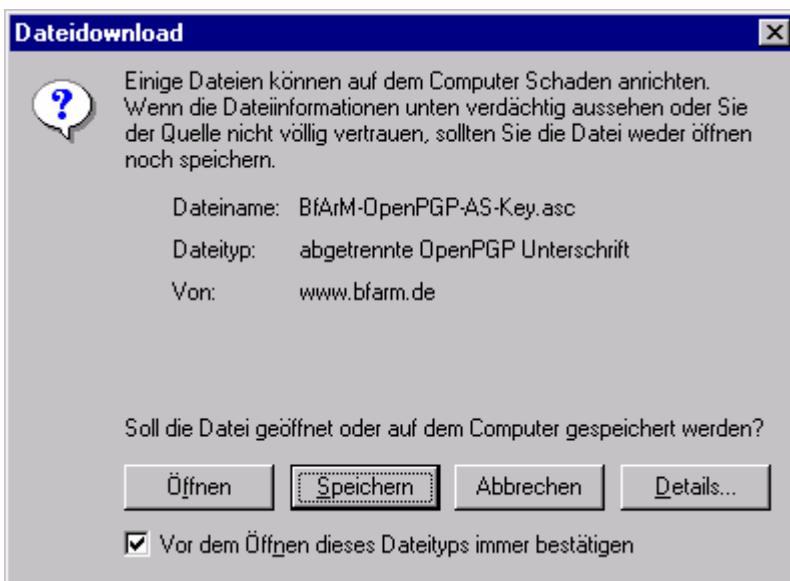 Dateidownload
Einige Dateien können auf dem Computer Schaden anrichten.
Wenn die Dateiinformationen unten verdächtig aussehen oder Sie
der Quelle nicht völlig vertrauen, sollten Sie die Datei weder öffnen
noch speichern.
Dateiname: BfArM-OpenPGP-AS-Key.asc
Dateityp: abgetrennte OpenPGP Unterschrift
Von: www.bfarm.de
Soll die Datei geöffnet oder auf dem Computer gespeichert werden?
Öffnen Speichern Abbrechen Details...
Vor dem Öffnen dieses Dateityps immer bestätigen